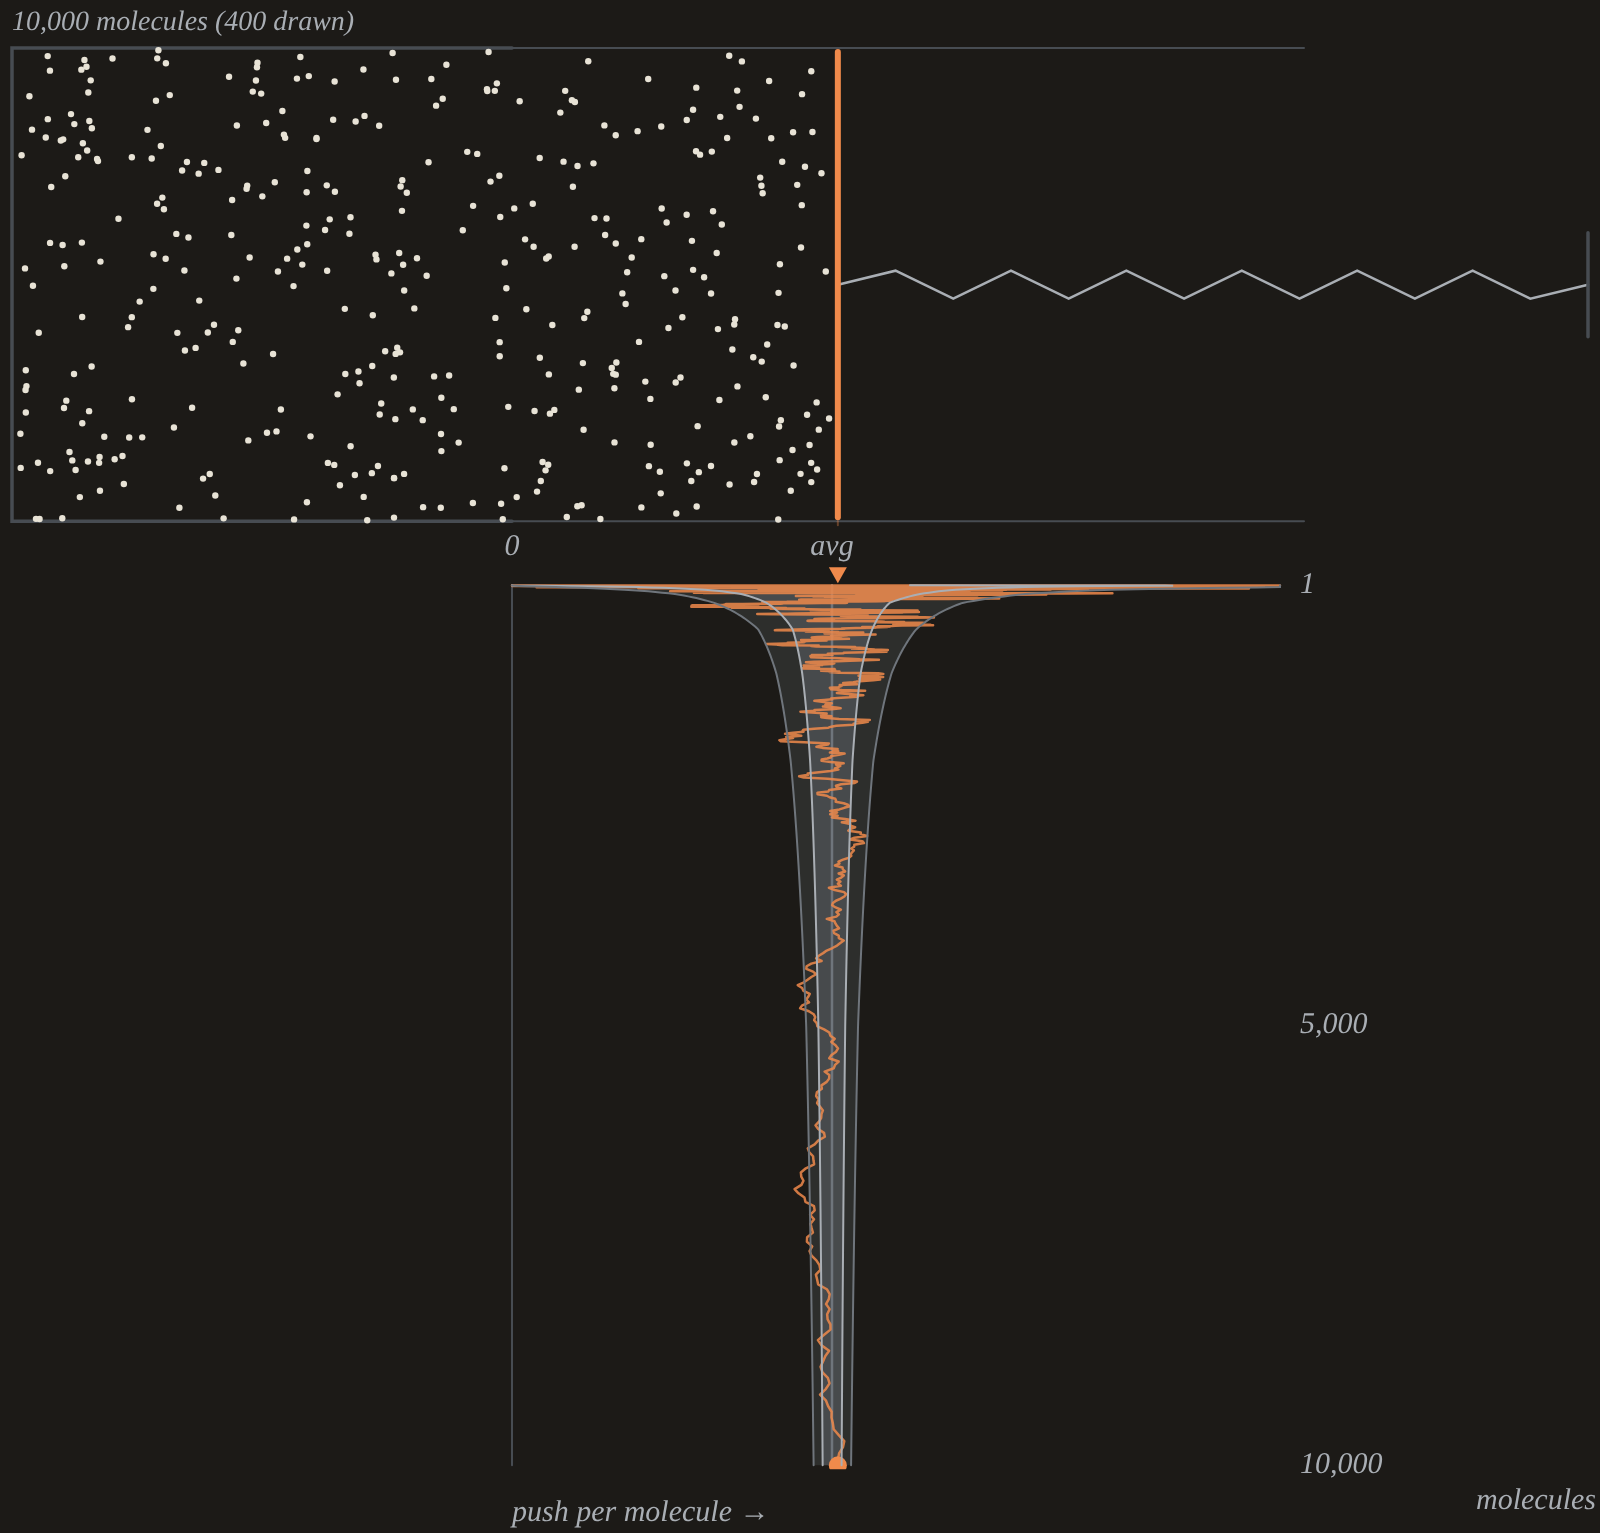 10,000 molecules (400 drawn)
0
avg
1
5,000
10,000
molecules
push per molecule →